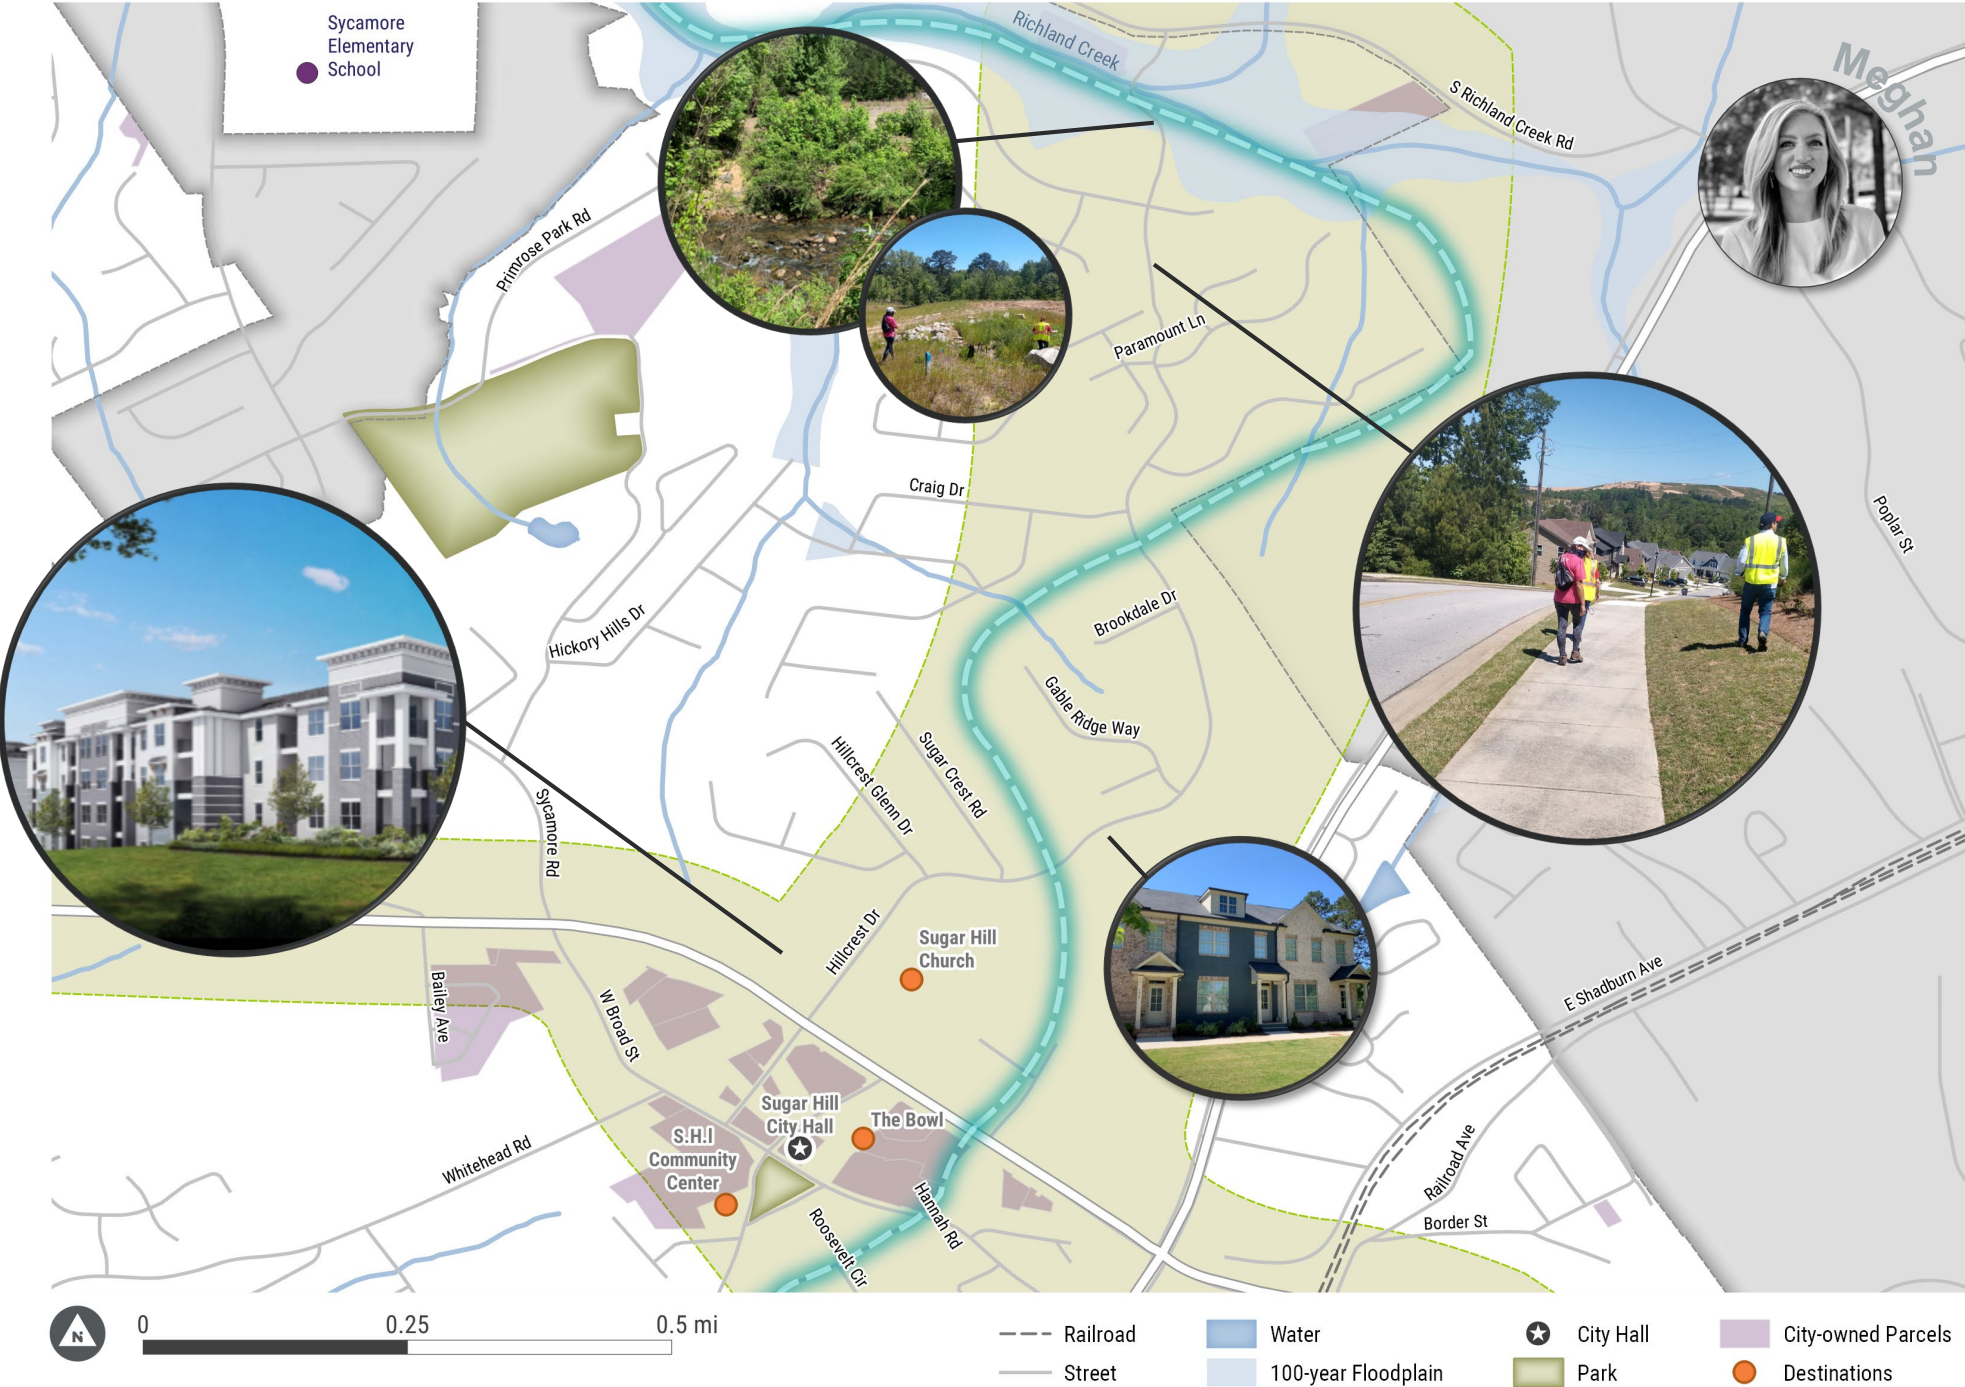 Sycamore
Elementary
School
Richland Creek
S Richland Creek Rd
Meghan
Primrose Park Rd
Paramount Ln
Craig Dr
Poplar St
Brookdale Dr
Hickory Hills Dr
Gable Ridge Way
Sugar Crest Rd
Hillcrest Glenn Dr
Sycamore Rd
Hillcrest Dr
Sugar Hill
Church
E Shadburn Ave
Bailey Ave
W Broad St
Sugar Hill
City Hall
The Bowl
S.H.I
Community
Center
Whitehead Rd
Hannah Rd
Roosevelt Cir
Railroad Ave
Border St
N
0 0.25 0.5 mi
Railroad
Street
Water
100-year Floodplain
City Hall
Park
City-owned Parcels
Destinations